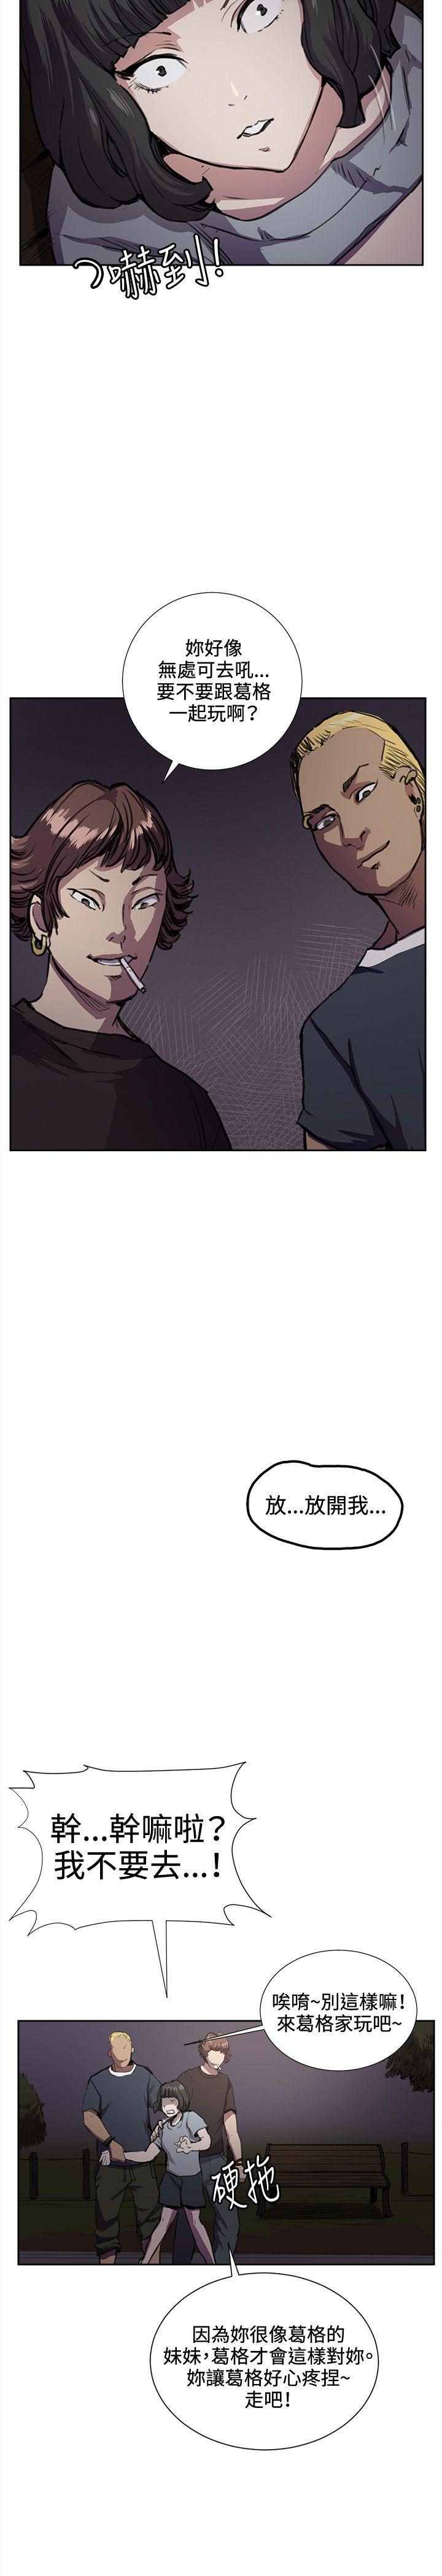 嚇到!
妳好像
無處可去吼...
要不要跟葛格
一起玩啊?
放...放開我...
幹...幹嘛啦?
我不要去...!
唉唷~別這樣嘛!
來葛格家玩吧~
硬拖
因為妳很像葛格的
妹妹,葛格才會這樣對妳。
妳讓葛格好心疼捏~
走吧!